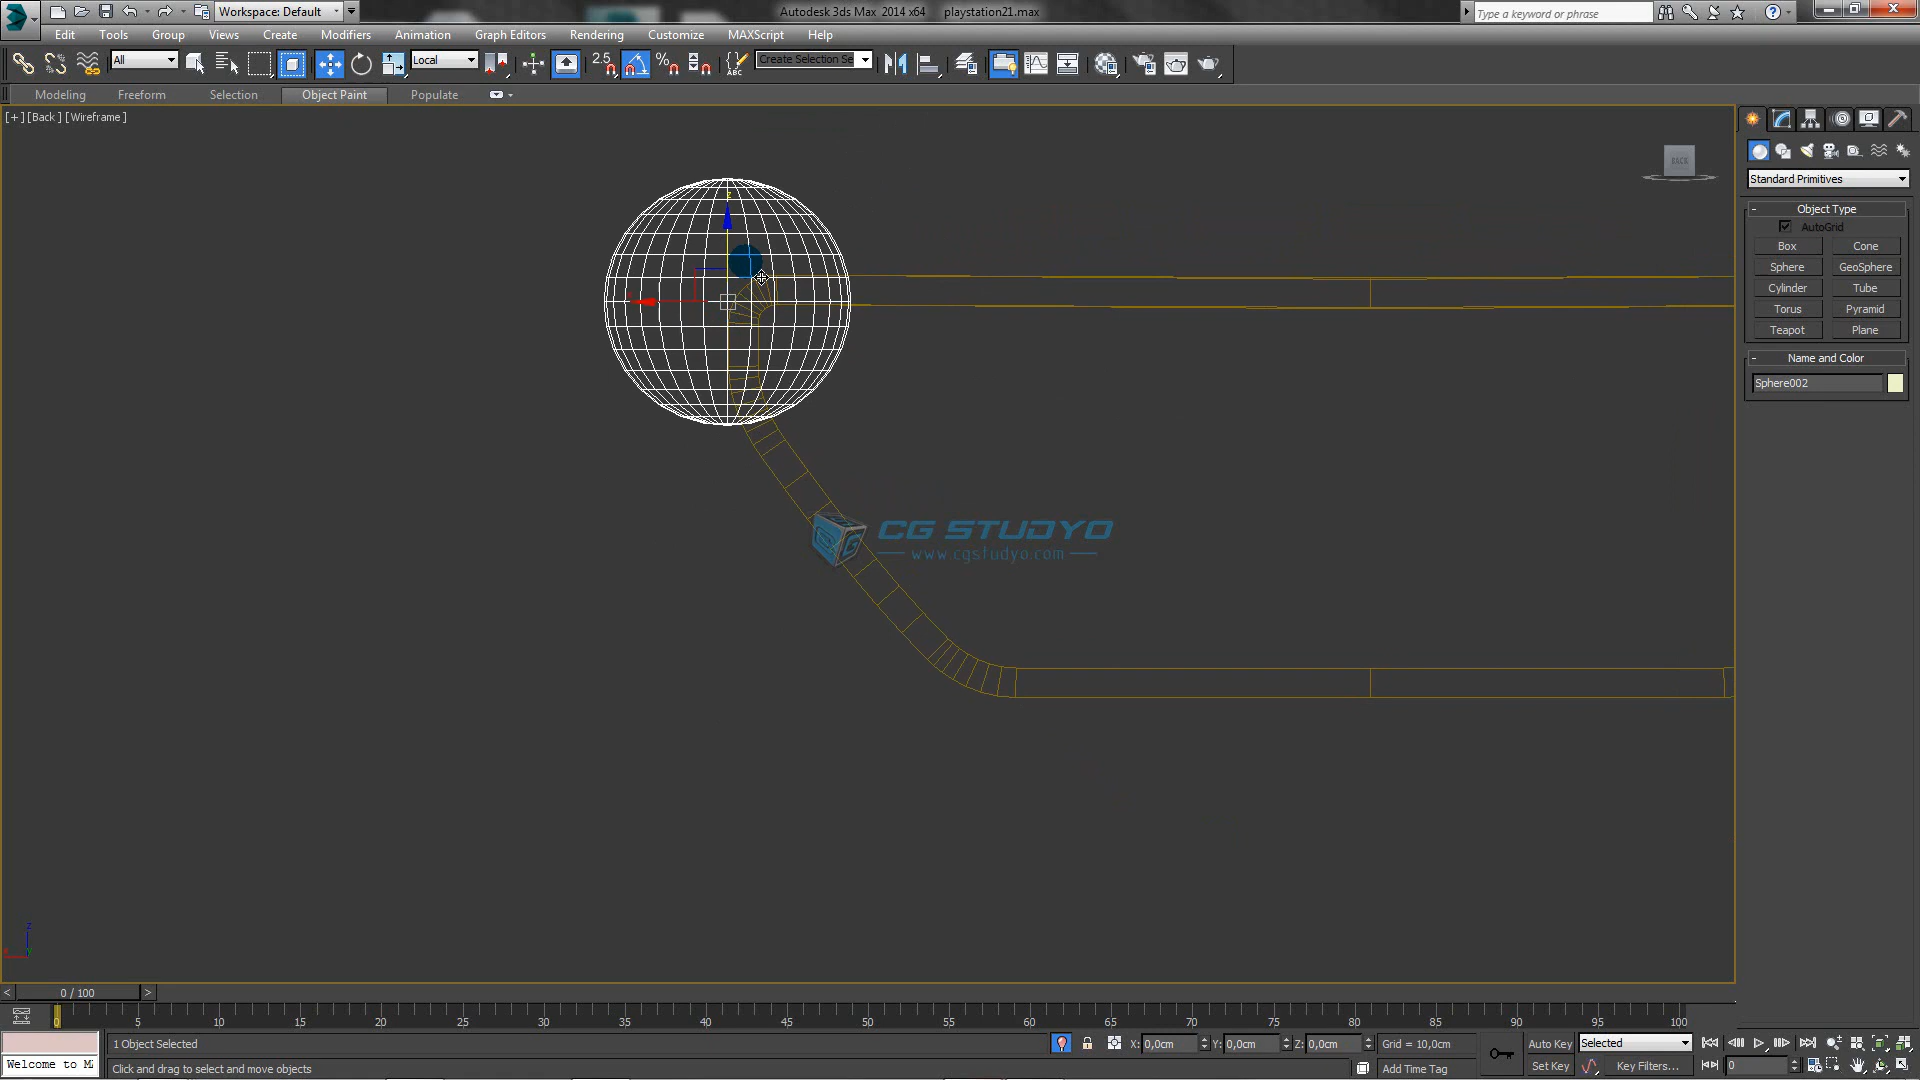 Workspace: Default
Autodesk 3ds Max 2014 x64 playstation21.max
Type a keyword or phrase
Edit Tools Group Views Create Modifiers Animation Graph Editors Rendering Customize MAXScript Help
All
Local
2.5
ABC
Create Selection Se
Modeling Freeform Selection Object Paint Populate
[+] [Back] [Wireframe]
BACK
Standard Primitives
- Object Type
AutoGrid
Box Cone
Sphere GeoSphere
Cylinder Tube
Torus Pyramid
Teapot Plane
- Name and Color
Sphere002
z
CG STUDYO
www.cgstudyo.com
z
x
< 0 / 100 >
0 5 10 15 20 25 30 35 40 45 50 55 60 65 70 75 80 85 90 95 100
1 Object Selected
X: 0,0cm Y: 0,0cm Z: 0,0cm Grid = 10,0cm
Auto Key Selected
Welcome to M
Click and drag to select and move objects
Add Time Tag
Set Key Key Filters... 0